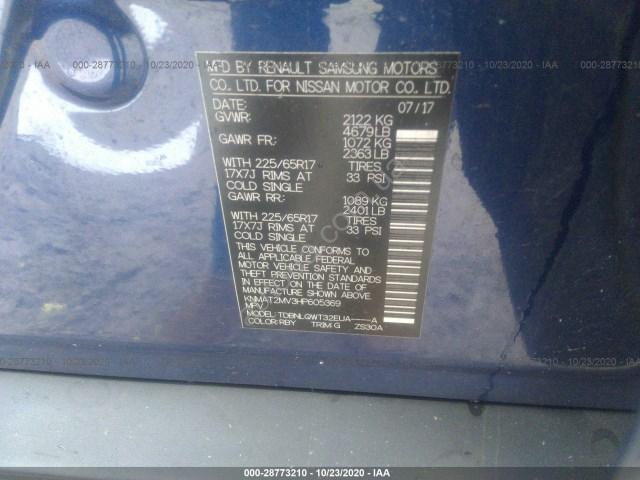 000-28773210 - 10/23/2020 - IAA
MFD BY RENAULT SAMSUNG MOTORS
CO. LTD. FOR NISSAN MOTOR CO. LTD.
DATE: 07/17
GVWR: 2122 KG
4679 LB
GAWR FR: 1072 KG
2363 LB
WITH 225/65R17 TIRES
17X7J RIMS AT 33 PSI
COLD SINGLE
GAWR RR: 1089 KG
2401 LB
WITH 225/65R17 TIRES
17X7J RIMS AT 33 PSI
COLD SINGLE
THIS VEHICLE CONFORMS TO
ALL APPLICABLE FEDERAL
MOTOR VEHICLE SAFETY AND
THEFT PREVENTION STANDARDS
IN EFFECT ON THE DATE OF
MANUFACTURE SHOWN ABOVE.
KNMAT2MV3HP605369
MPV
MODEL: TDBNLQWT32EUA-----A
COLOR: RBY TRIM: G ZS30A
000-28773210 - 10/23/2020 - IAA